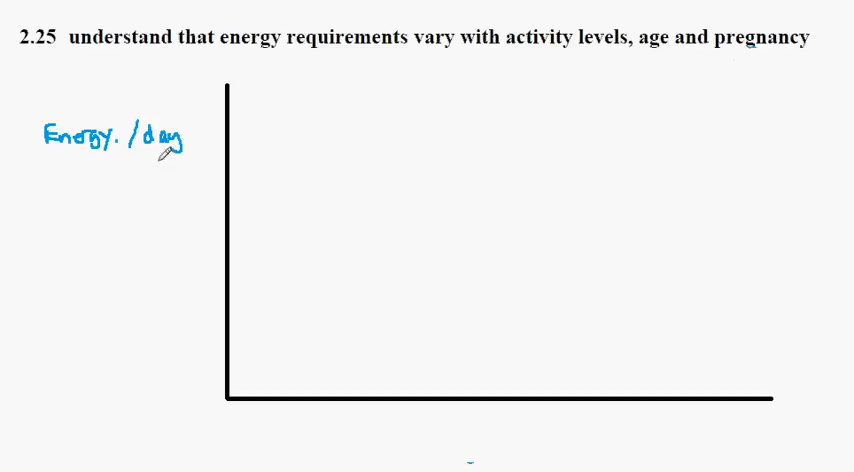 2.25 understand that energy requirements vary with activity levels, age and pregnancy
Energy. /day